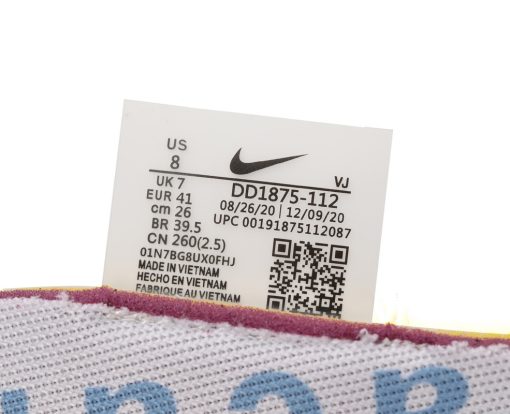 US
8
VJ
UK 7
EUR 41
cm 26
BR 39.5
CN 260(2.5)
DD1875-112
08/26/20 | 12/09/20
UPC 00191875112087
01N7BG8UX0FHJ
MADE IN VIETNAM
HECHO EN VIETNAM
FABRIQUE AU VIETNAM